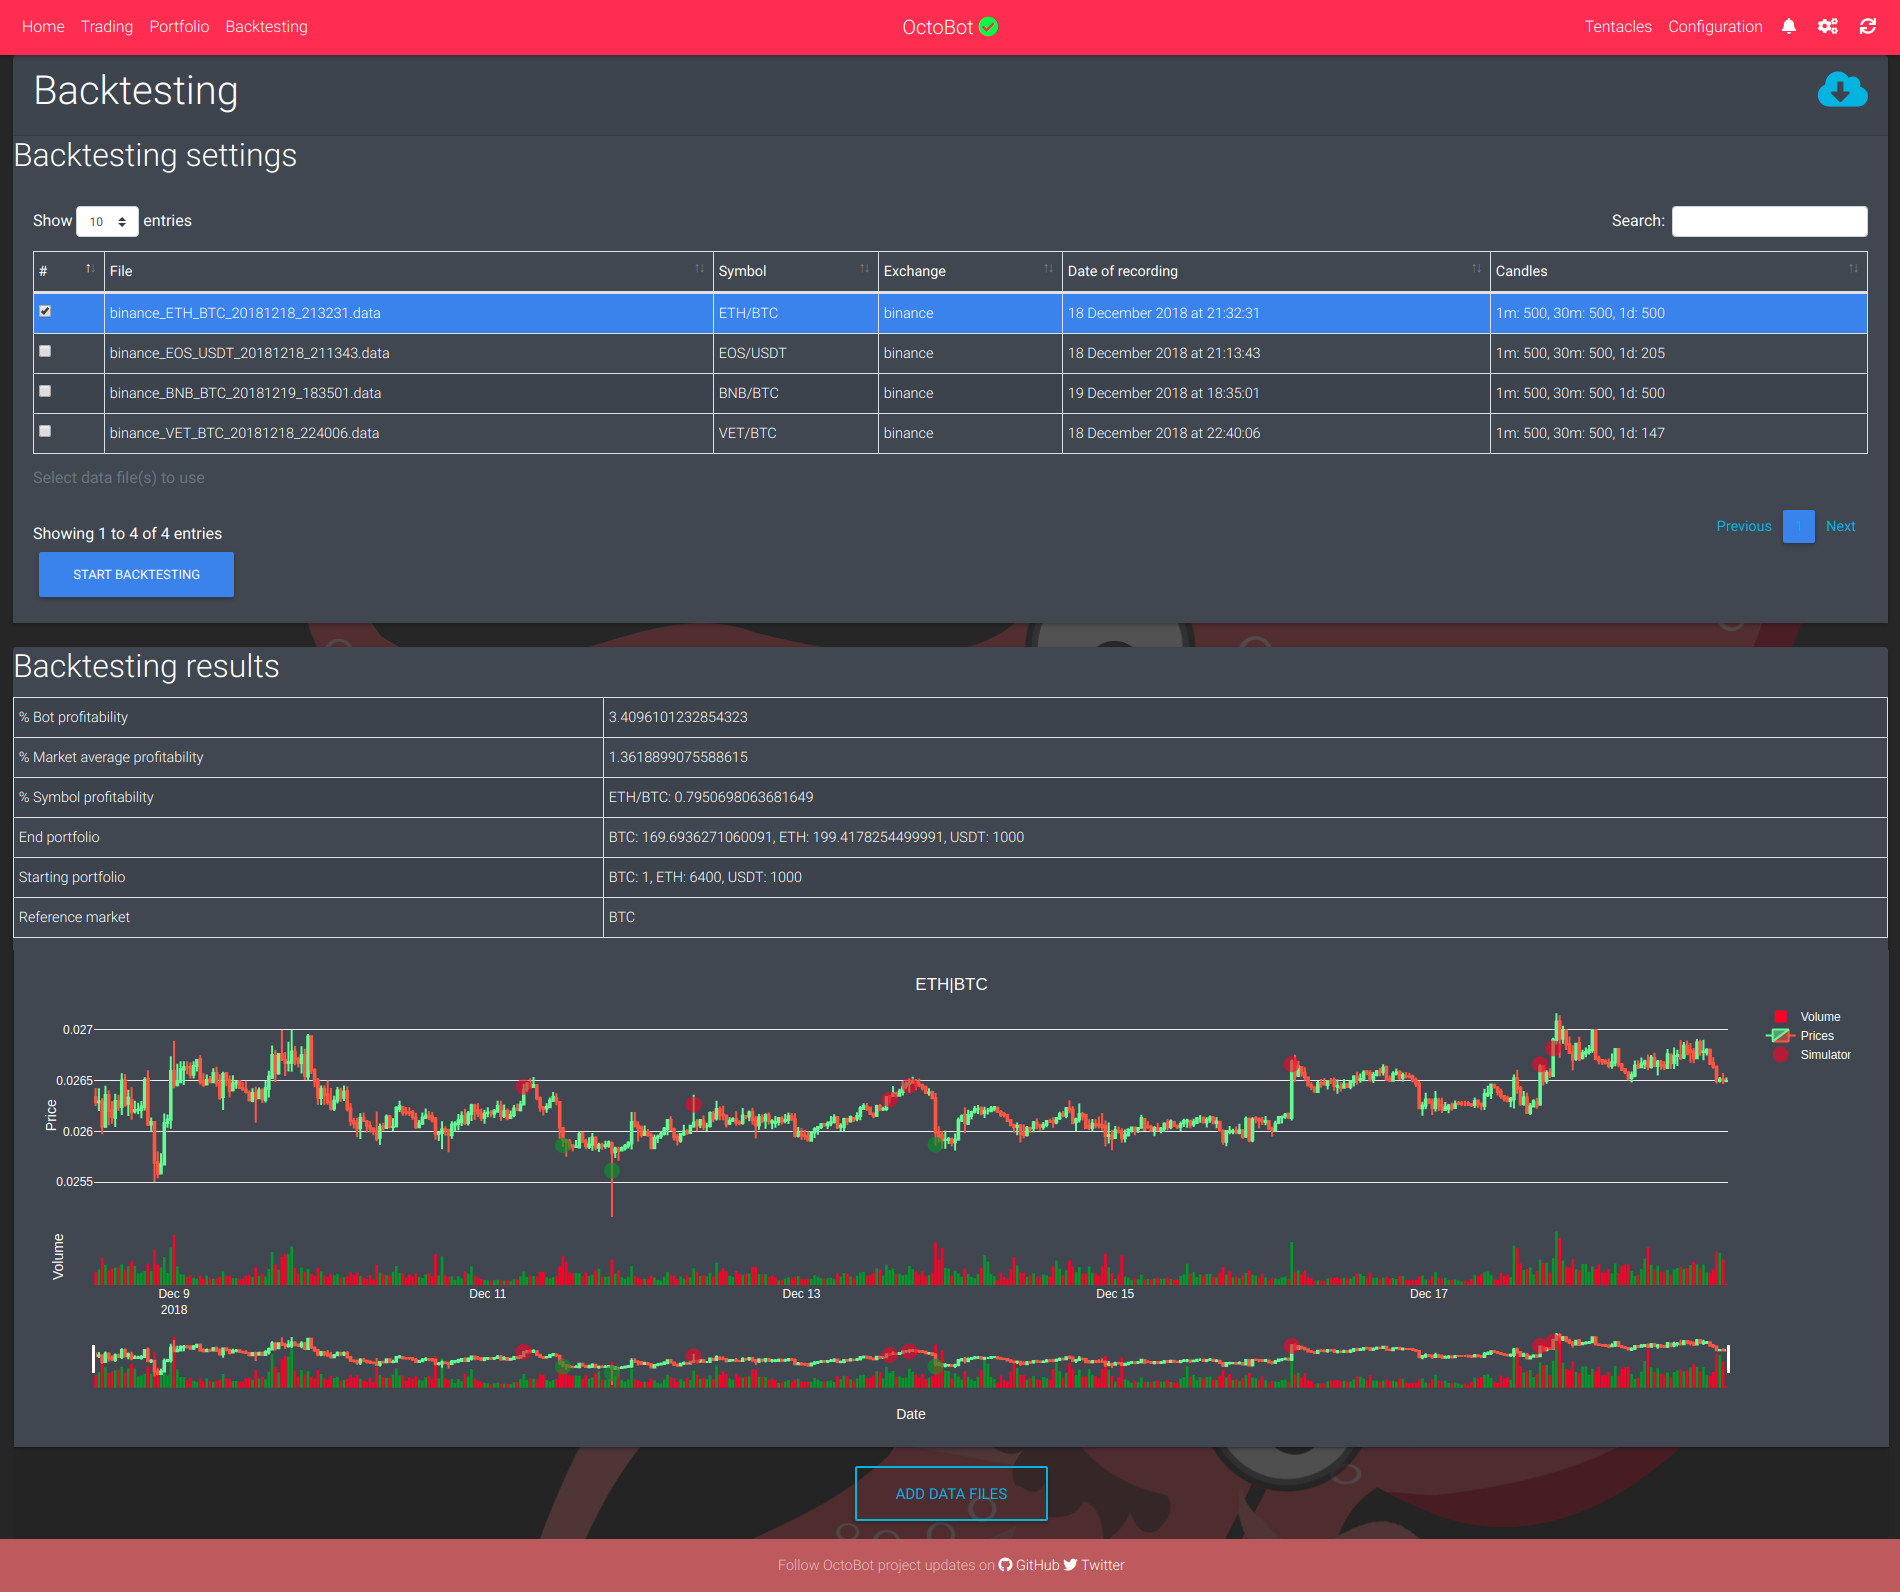 Home Trading Portfolio Backtesting OctoBot Tentacles Configuration
Backtesting
Backtesting settings
Show 10 entries Search:
# File Symbol Exchange Date of recording Candles
binance_ETH_BTC_20181218_213231.data ETH/BTC binance 18 December 2018 at 21:32:31 1m: 500, 30m: 500, 1d: 500
binance_EOS_USDT_20181218_211343.data EOS/USDT binance 18 December 2018 at 21:13:43 1m: 500, 30m: 500, 1d: 205
binance_BNB_BTC_20181219_183501.data BNB/BTC binance 19 December 2018 at 18:35:01 1m: 500, 30m: 500, 1d: 500
binance_VET_BTC_20181218_224006.data VET/BTC binance 18 December 2018 at 22:40:06 1m: 500, 30m: 500, 1d: 147
Select data file(s) to use
Showing 1 to 4 of 4 entries Previous 1 Next
START BACKTESTING
Backtesting results
% Bot profitability 3.4096101232854323
% Market average profitability 1.3618899075588615
% Symbol profitability ETH/BTC: 0.7950698063681649
End portfolio BTC: 169.6936271060091, ETH: 199.4178254499991, USDT: 1000
Starting portfolio BTC: 1, ETH: 6400, USDT: 1000
Reference market BTC
ETH|BTC
Volume
Prices
Simulator
0.027
0.0265
0.026
0.0255
Price
Volume
Dec 9 Dec 11 Dec 13 Dec 15 Dec 17
2018
Date
ADD DATA FILES
Follow OctoBot project updates on GitHub Twitter